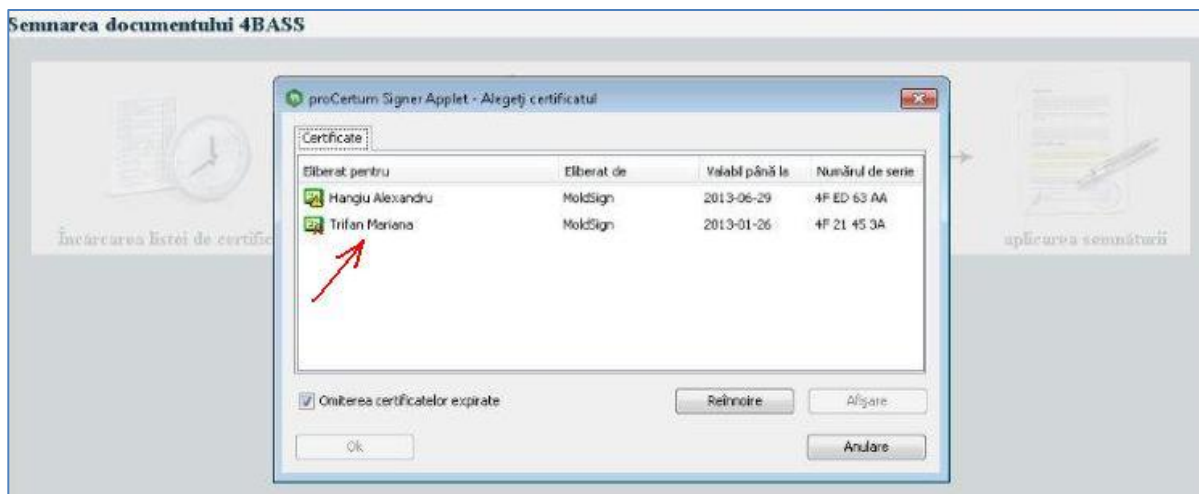 Semnarea documentului 4BASS
proCertum Signer Applet - Alegeți certificatul
Certificate
Eliberat pentru Eliberat de Valabil până la Numărul de serie
Hangiu Alexandru MoldSign 2013-06-29 4F ED 63 AA
Trifan Mariana MoldSign 2013-01-26 4F 21 45 3A
Încărcarea listei de certific
aplicarea semnăturii
Omiterea certificatelor expirate
Reînnoire
Afișare
Ok
Anulare